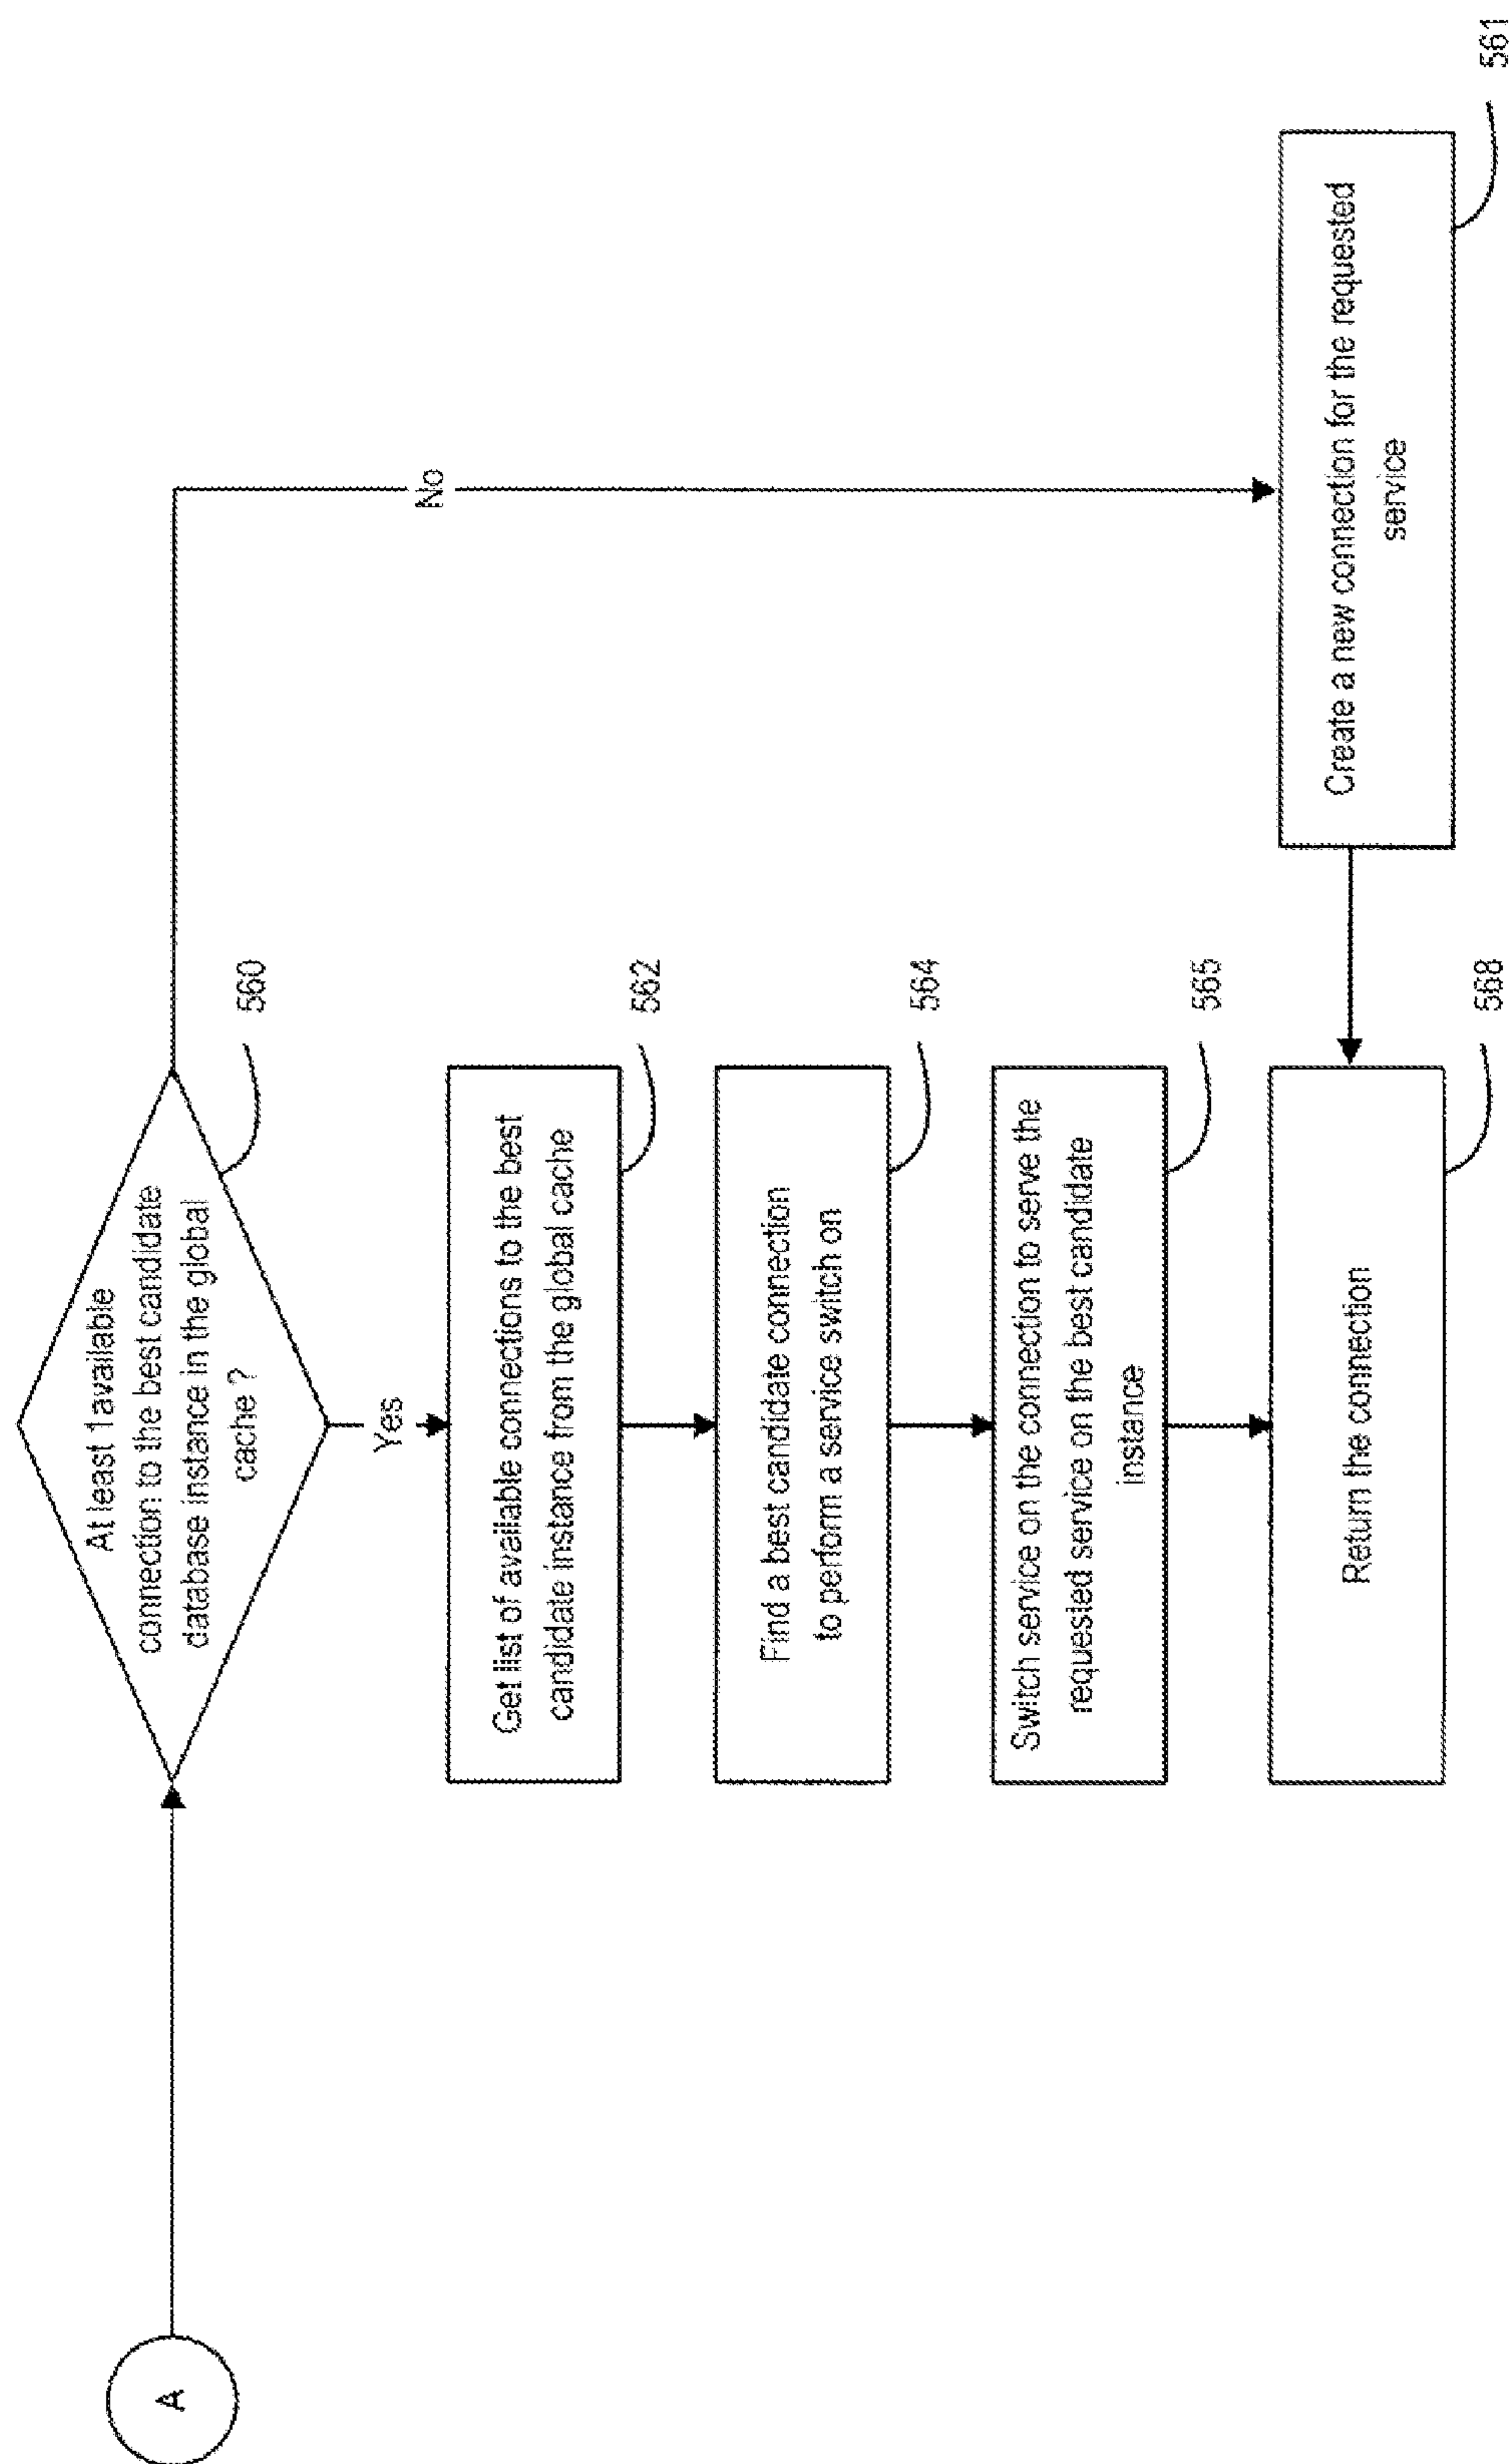 A
At least 1available
connection to the best candidate
database instance in the global
cache ?
560
Yes
No
Get list of available connections to the best
candidate instance from the global cache
562
Find a best candidate connection
to perform a service switch on
564
Switch service on the connection to serve the
requested service on the best candidate
instance
565
Return the connection
568
Create a new connection for the requested
service
561